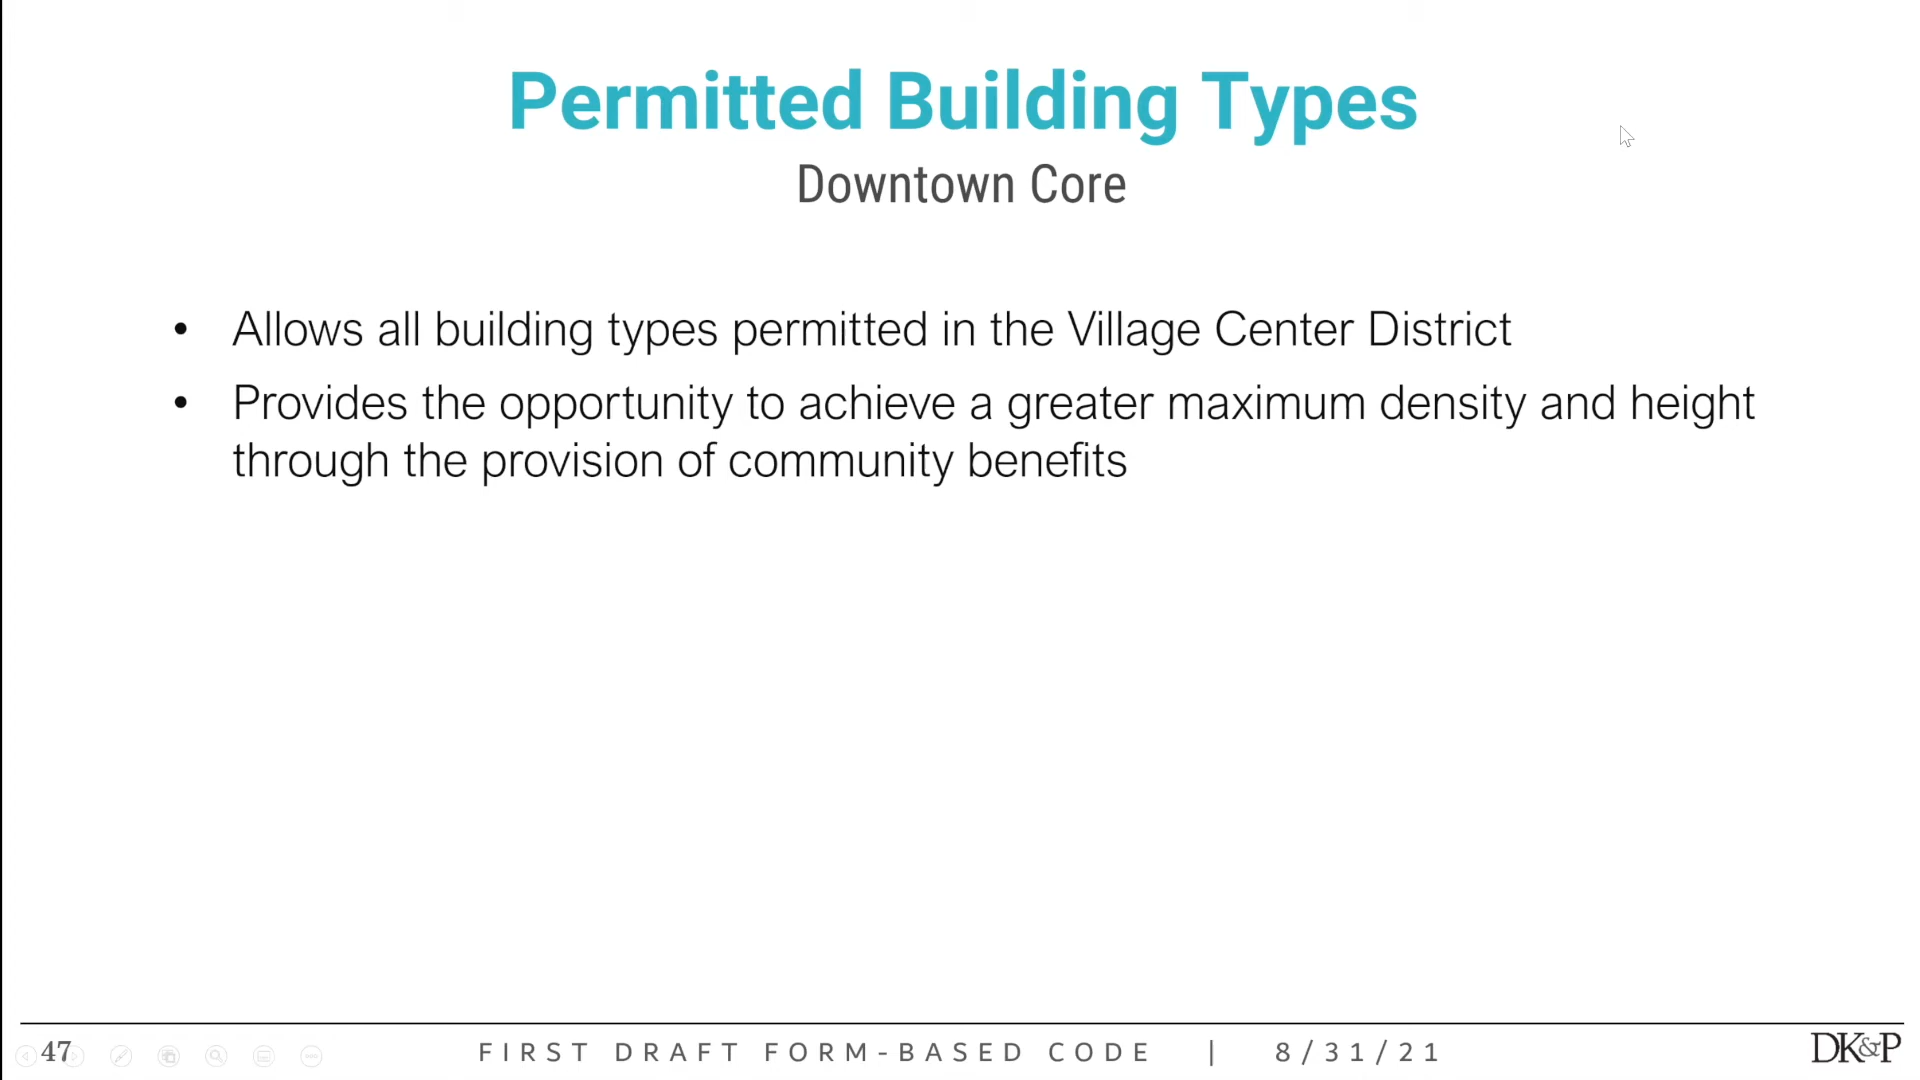 Permitted Building Types
Downtown Core
• Allows all building types permitted in the Village Center District
• Provides the opportunity to achieve a greater maximum density and height
through the provision of community benefits
47
FIRST DRAFT FORM-BASED CODE | 8/31/21
DK&P